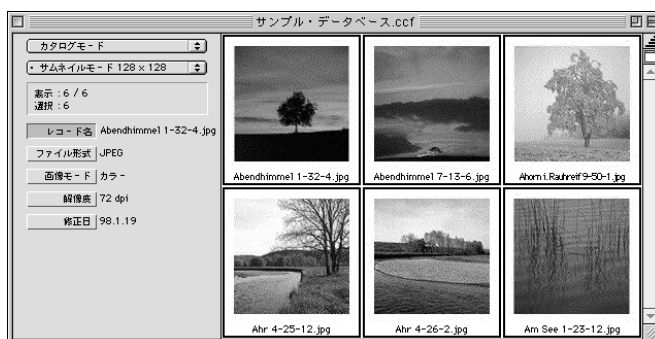 サンプル・データベース.ccf
カタログモード
・サムネイルモード 128 × 128
表示 : 6 / 6
選択 : 6
レコード名 Abendhimmel 1-32-4.jpg
ファイル形式 JPEG
画像モード カラー
解像度 72 dpi
修正日 98.1.19
Abendhimmel 1-32-4.jpg
Abendhimmel 7-13-6.jpg
Ahorn i. Rauhreif 9-50-1.jpg
Ahr 4-25-12.jpg
Ahr 4-26-2.jpg
Am See 1-23-12.jpg